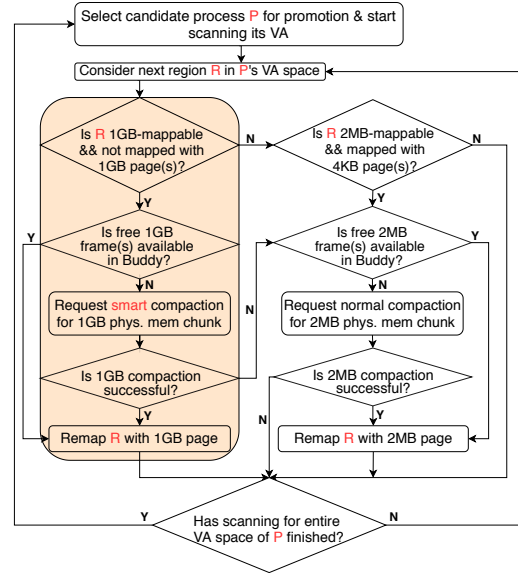 Select candidate process P for promotion & start
scanning its VA
Consider next region R in P's VA space
Is R 1GB-mappable
&& not mapped with
1GB page(s)?
N
Is R 2MB-mappable
&& mapped with
4KB page(s)?
N
Y
Y
Y
Is free 1GB
frame(s) available
in Buddy?
Is free 2MB
frame(s) available
in Buddy?
Y
N
N
Request smart compaction
for 1GB phys. mem chunk
N
Request normal compaction
for 2MB phys. mem chunk
Is 1GB compaction
successful?
Is 2MB compaction
successful?
Y
N
Y
Remap R with 1GB page
Remap R with 2MB page
Y
Has scanning for entire
VA space of P finished?
N